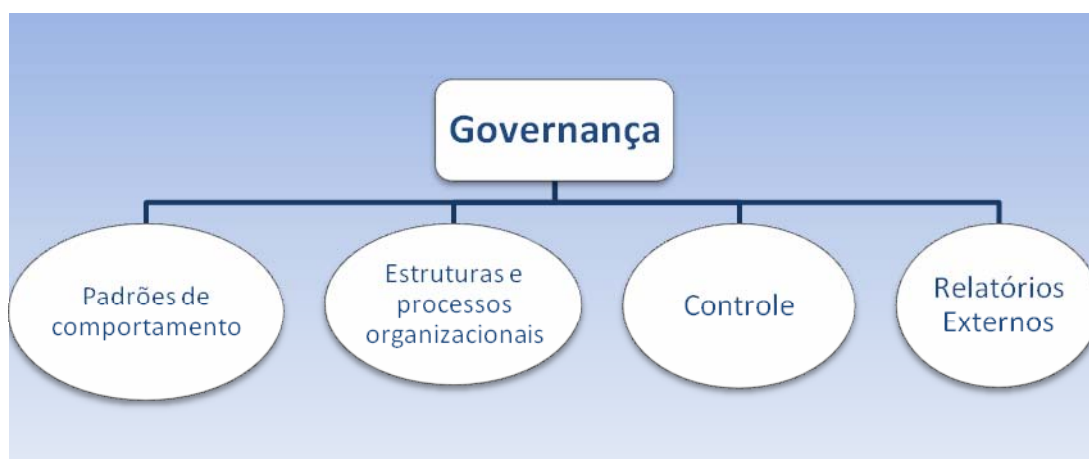 Governança
Padrões de
comportamento
Estruturas e
processos
organizacionais
Controle
Relatórios
Externos